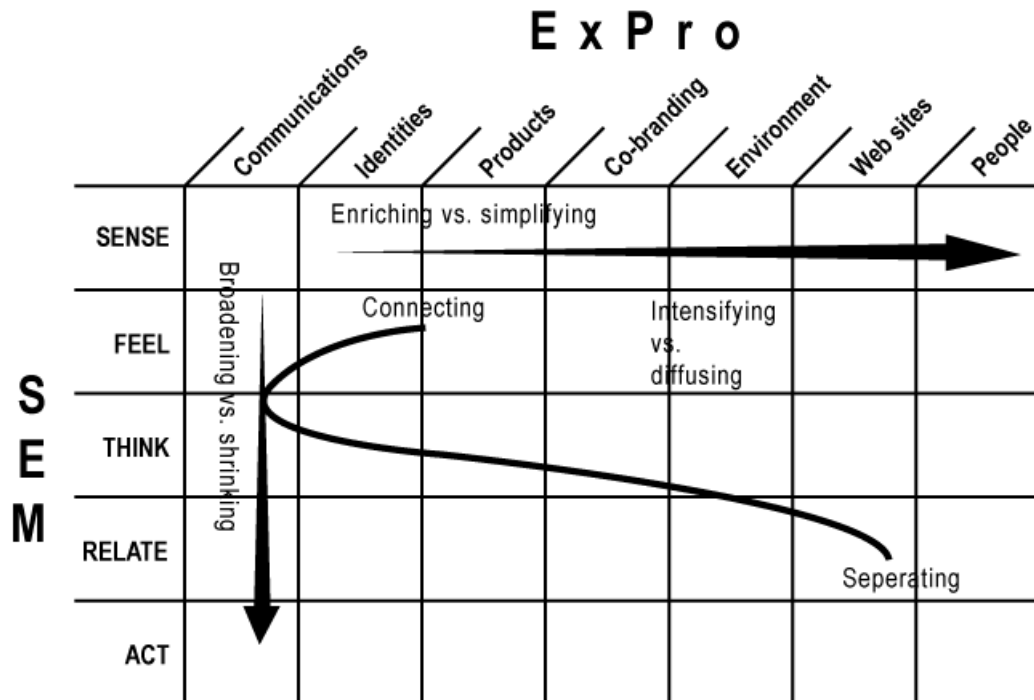 E x P r o
Communications
Identities
Products
Co-branding
Environment
Web sites
People
SENSE
Enriching vs. simplifying
Broadening vs. shrinking
FEEL
Connecting
Intensifying
vs.
diffusing
S
E
M
THINK
RELATE
Seperating
ACT